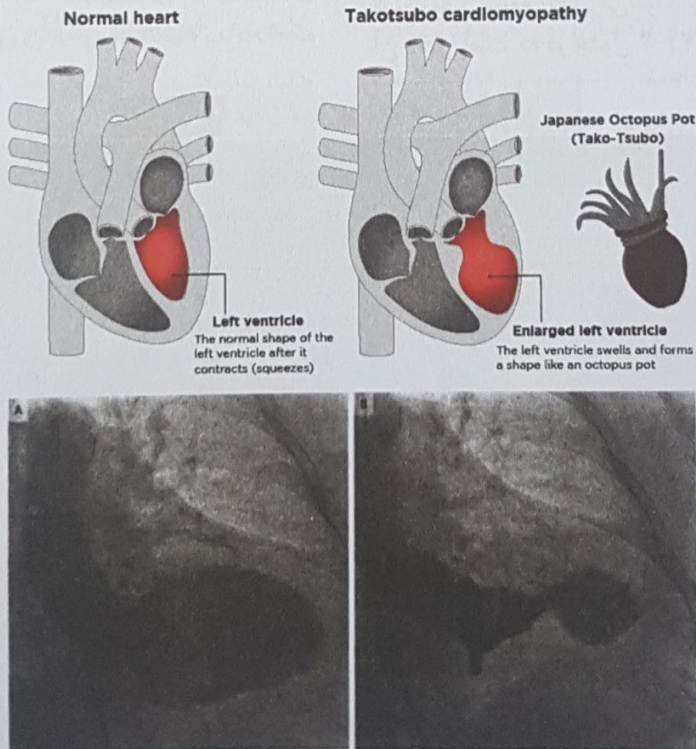 Normal heart
Takotsubo cardiomyopathy
Japanese Octopus Pot
(Tako-Tsubo)
Left ventricle
The normal shape of the
left ventricle after it
contracts (squeezes)
Enlarged left ventricle
The left ventricle swells and forms
a shape like an octopus pot
A
B